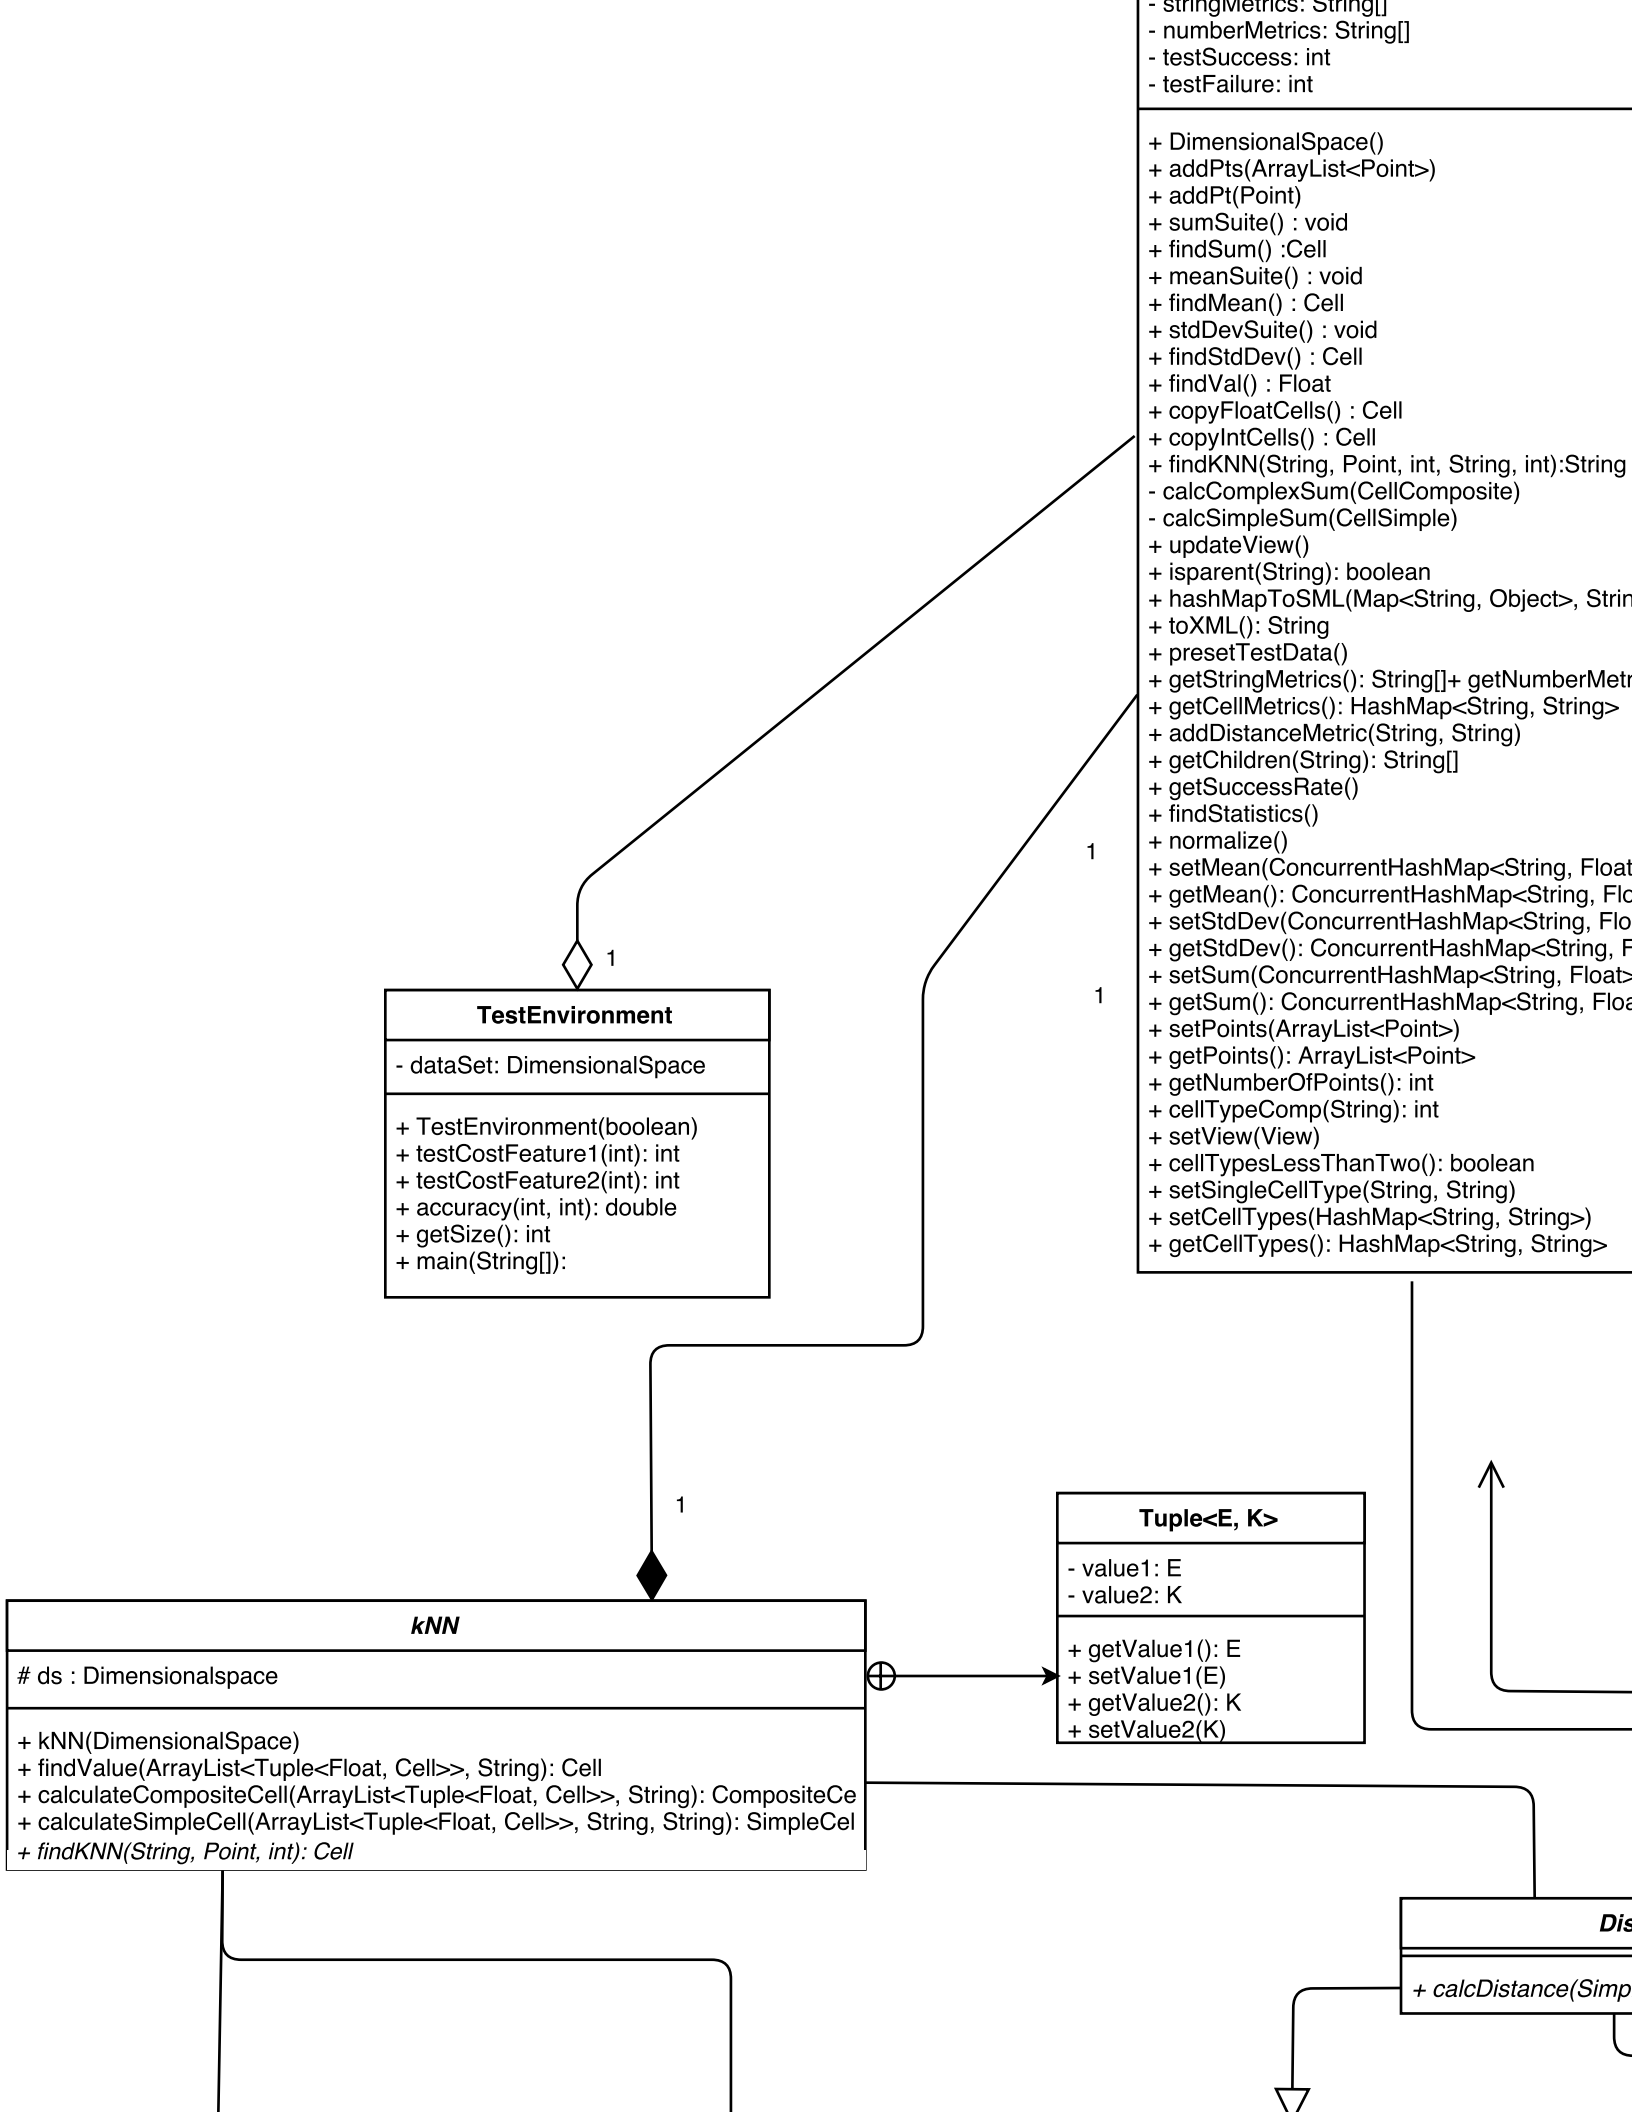 - stringMetrics: String[]
- numberMetrics: String[]
- testSuccess: int
- testFailure: int
+ DimensionalSpace()
+ addPts(ArrayList<Point>)
+ addPt(Point)
+ sumSuite() : void
+ findSum() :Cell
+ meanSuite() : void
+ findMean() : Cell
+ stdDevSuite() : void
+ findStdDev() : Cell
+ findVal() : Float
+ copyFloatCells() : Cell
+ copyIntCells() : Cell
+ findKNN(String, Point, int, String, int):String
- calcComplexSum(CellComposite)
- calcSimpleSum(CellSimple)
+ updateView()
+ isparent(String): boolean
+ hashMapToSML(Map<String, Object>, Strin
+ toXML(): String
+ presetTestData()
+ getStringMetrics(): String[]+ getNumberMetr
+ getCellMetrics(): HashMap<String, String>
+ addDistanceMetric(String, String)
+ getChildren(String): String[]
+ getSuccessRate()
+ findStatistics()
+ normalize()
+ setMean(ConcurrentHashMap<String, Float
+ getMean(): ConcurrentHashMap<String, Flo
+ setStdDev(ConcurrentHashMap<String, Flo
+ getStdDev(): ConcurrentHashMap<String, F
+ setSum(ConcurrentHashMap<String, Float>
+ getSum(): ConcurrentHashMap<String, Floa
+ setPoints(ArrayList<Point>)
+ getPoints(): ArrayList<Point>
+ getNumberOfPoints(): int
+ cellTypeComp(String): int
+ setView(View)
+ cellTypesLessThanTwo(): boolean
+ setSingleCellType(String, String)
+ setCellTypes(HashMap<String, String>)
+ getCellTypes(): HashMap<String, String>
1
1
1
TestEnvironment
- dataSet: DimensionalSpace
+ TestEnvironment(boolean)
+ testCostFeature1(int): int
+ testCostFeature2(int): int
+ accuracy(int, int): double
+ getSize(): int
+ main(String[]):
1
kNN
# ds : Dimensionalspace
+ kNN(DimensionalSpace)
+ findValue(ArrayList<Tuple<Float, Cell>>, String): Cell
+ calculateCompositeCell(ArrayList<Tuple<Float, Cell>>, String): CompositeCe
+ calculateSimpleCell(ArrayList<Tuple<Float, Cell>>, String, String): SimpleCel
+ findKNN(String, Point, int): Cell
Tuple<E, K>
- value1: E
- value2: K
+ getValue1(): E
+ setValue1(E)
+ getValue2(): K
+ setValue2(K)
Dis
+ calcDistance(Simp